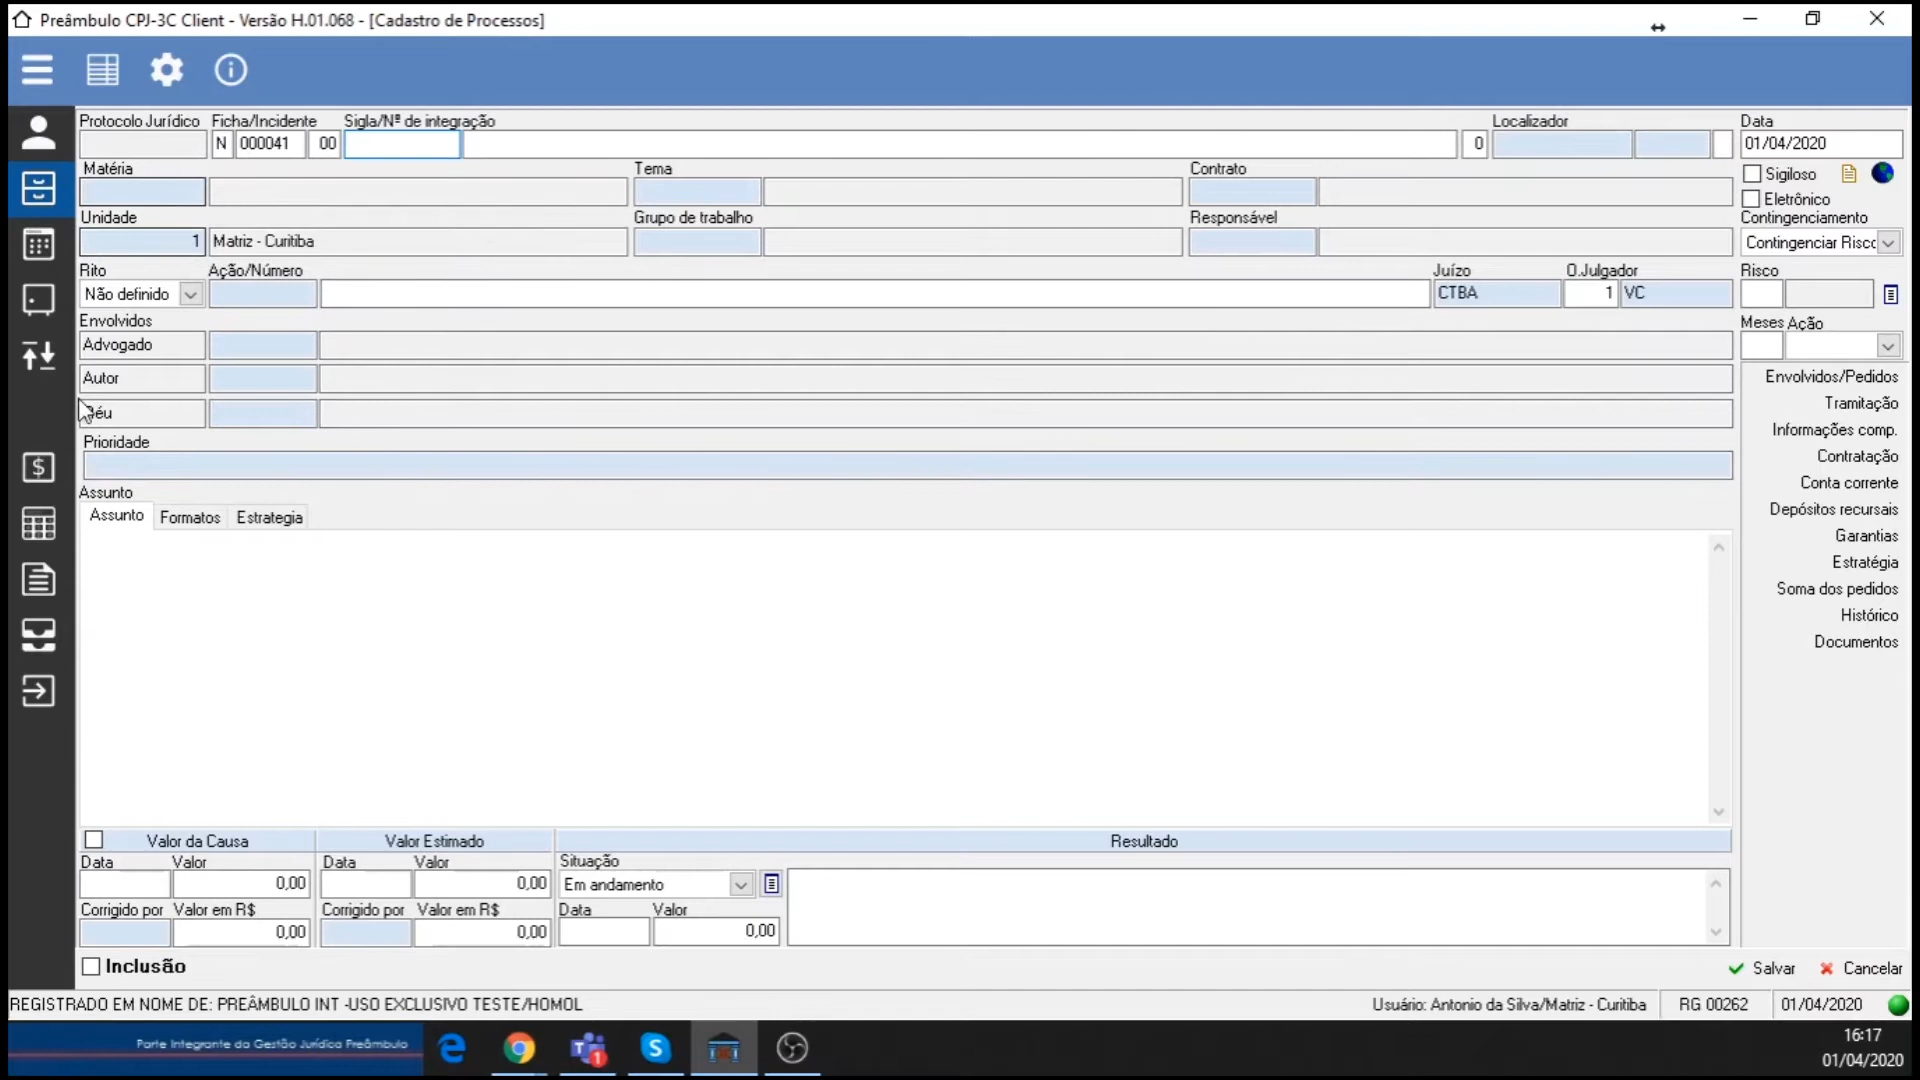 Preâmbulo CPJ-3C Client - Versão H.01.068 - [Cadastro de Processos]
Protocolo Jurídico Ficha/Incidente Sigla/Nº de integração Localizador Data
N 000041 00 0 01/04/2020
Matéria Tema Contrato Sigiloso
Eletrônico
Unidade Grupo de trabalho Responsável Contingenciamento
1 Matriz - Curitiba Contingenciar Risco
Rito Ação/Número Juízo O.Julgador Risco
Não definido CTBA 1 VC
Envolvidos Meses Ação
Advogado
Autor Envolvidos/Pedidos
Tramitação
Réu
Informações comp.
Prioridade
Contratação
Conta corrente
Assunto
Depósitos recursais
Assunto Formatos Estrategia
Garantias
Estratégia
Soma dos pedidos
Histórico
Documentos
Valor da Causa Valor Estimado Resultado
Data Valor Data Valor Situação
0,00 0,00 Em andamento
Corrigido por Valor em R$ Corrigido por Valor em R$ Data Valor
0,00 0,00 0,00
Inclusão Salvar Cancelar
REGISTRADO EM NOME DE: PREÂMBULO INT -USO EXCLUSIVO TESTE/HOMOL Usuário: Antonio da Silva/Matriz - Curitiba RG 00262 01/04/2020
Parte Integrante da Gestão Jurídica Preâmbulo 1 16:17
01/04/2020